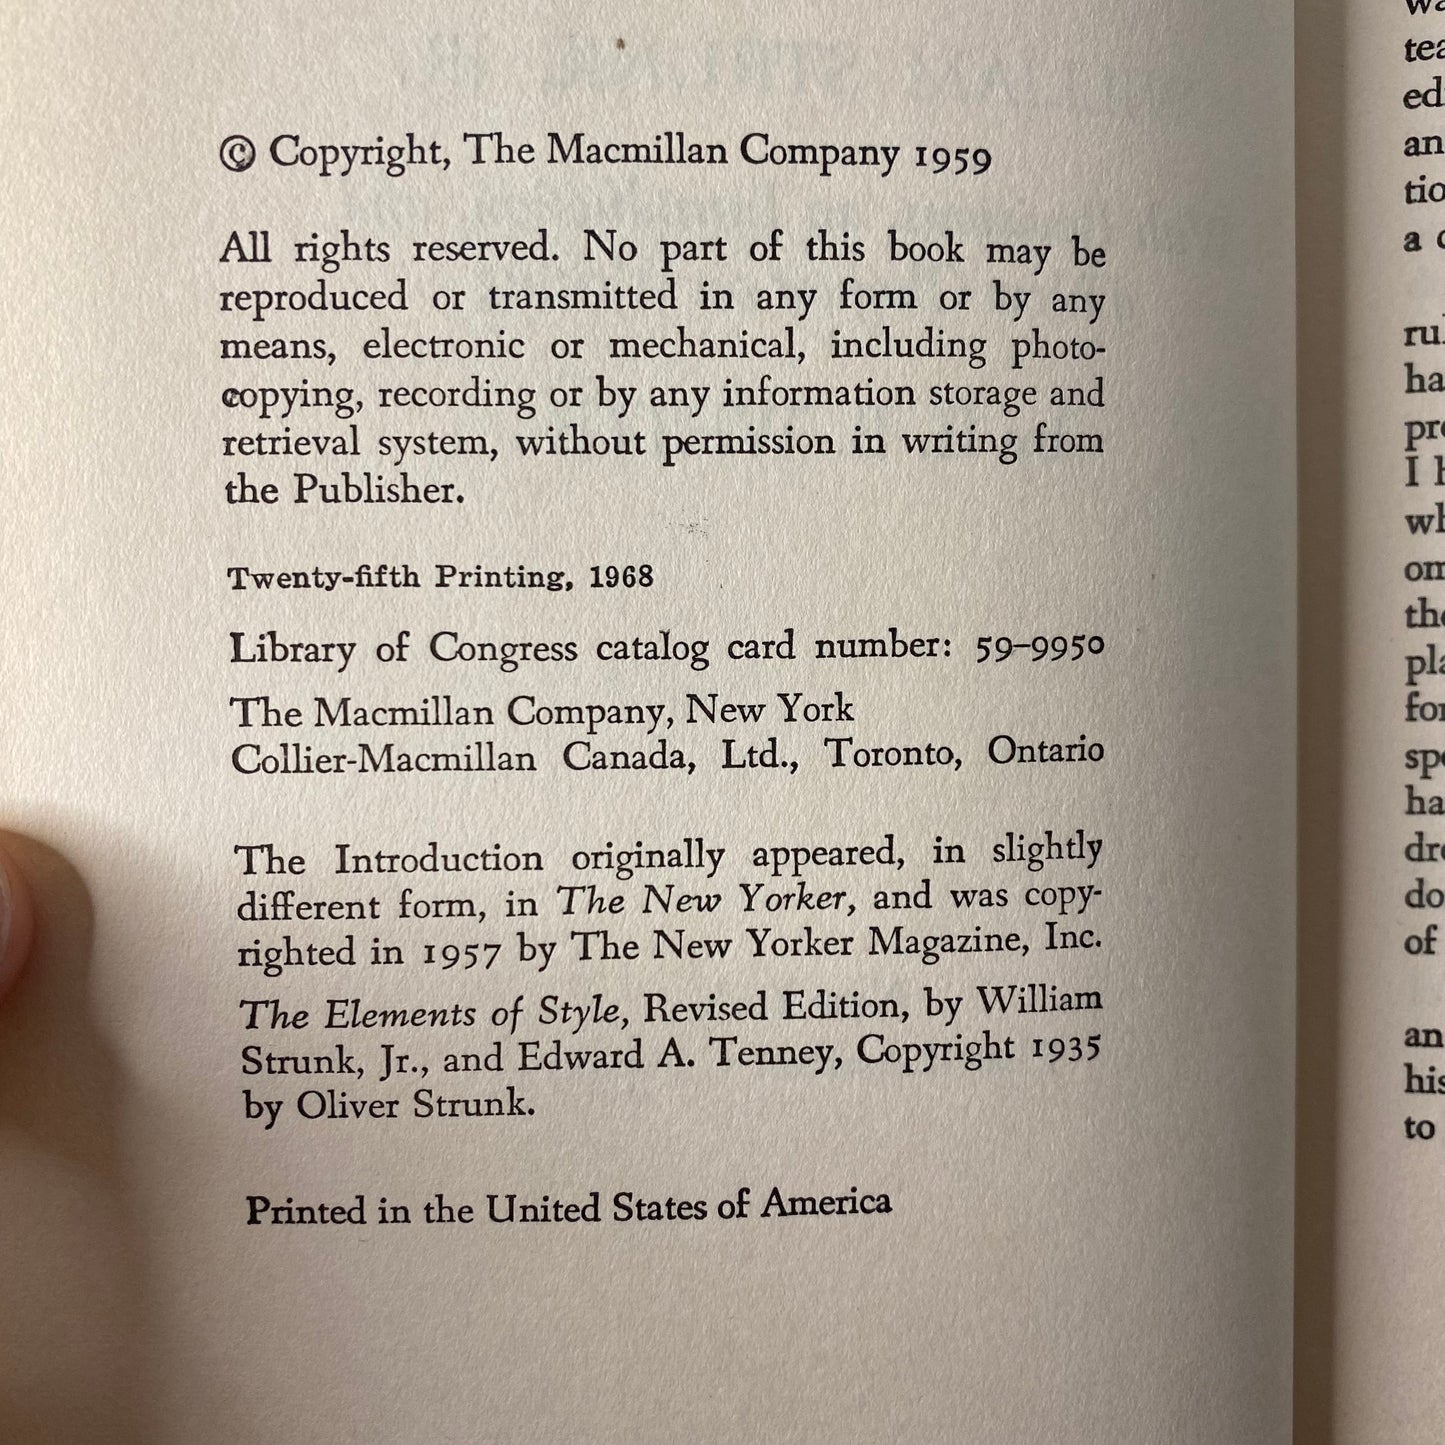 © Copyright, The Macmillan Company 1959
All rights reserved. No part of this book may be
reproduced or transmitted in any form or by any
means, electronic or mechanical, including photo-
copying, recording or by any information storage and
retrieval system, without permission in writing from
the Publisher.
Twenty-fifth Printing, 1968
Library of Congress catalog card number: 59-9950
The Macmillan Company, New York
Collier-Macmillan Canada, Ltd., Toronto, Ontario
The Introduction originally appeared, in slightly
different form, in The New Yorker, and was copy-
righted in 1957 by The New Yorker Magazine, Inc.
The Elements of Style, Revised Edition, by William
Strunk, Jr., and Edward A. Tenney, Copyright 1935
by Oliver Strunk.
Printed in the United States of America
a
I
of
to